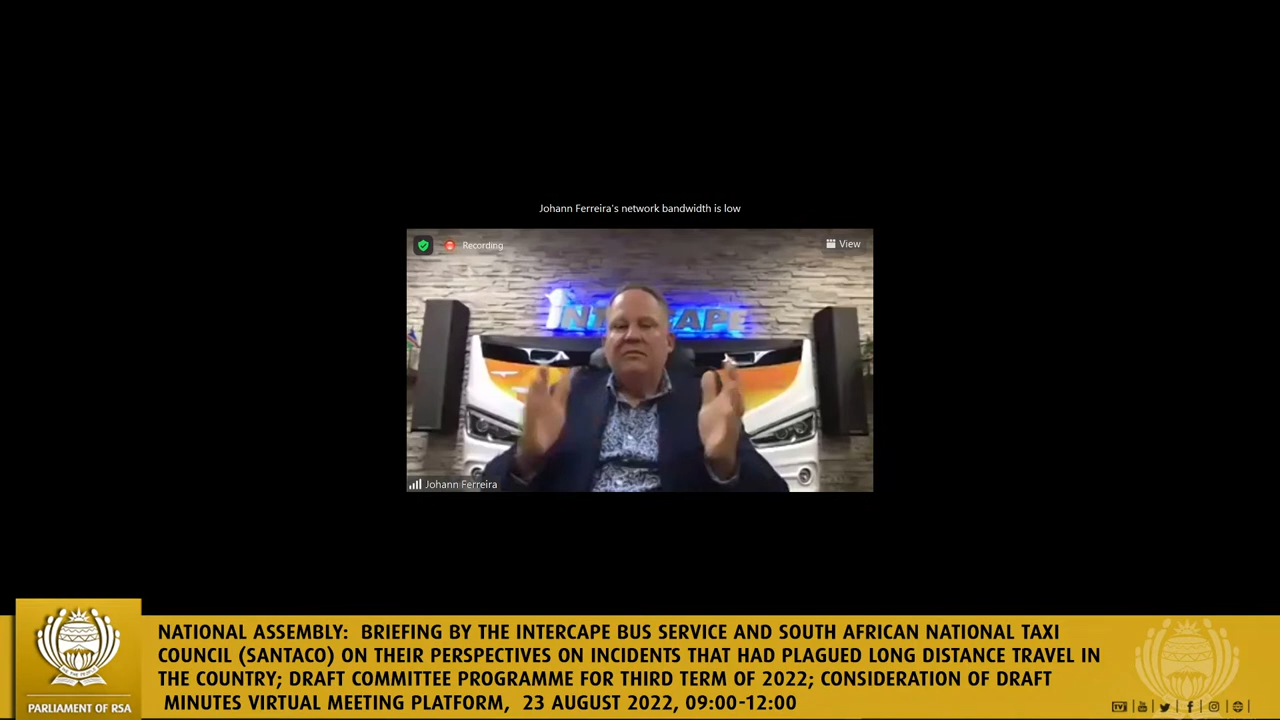 Johann Ferreira's network bandwidth is low
Recording
View
INTERCAPE
Johann Ferreira
NATIONAL ASSEMBLY: BRIEFING BY THE INTERCAPE BUS SERVICE AND SOUTH AFRICAN NATIONAL TAXI
COUNCIL (SANTACO) ON THEIR PERSPECTIVES ON INCIDENTS THAT HAD PLAGUED LONG DISTANCE TRAVEL IN
THE COUNTRY; DRAFT COMMITTEE PROGRAMME FOR THIRD TERM OF 2022; CONSIDERATION OF DRAFT
MINUTES VIRTUAL MEETING PLATFORM, 23 AUGUST 2022, 09:00-12:00
PARLIAMENT OF RSA